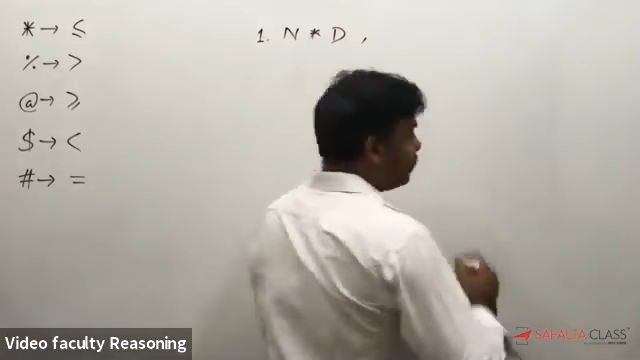 * → ≤
% → >
@ → ≥
$ → <
# → =
1. N * D ,
Video faculty Reasoning
SAFALTA CLASS